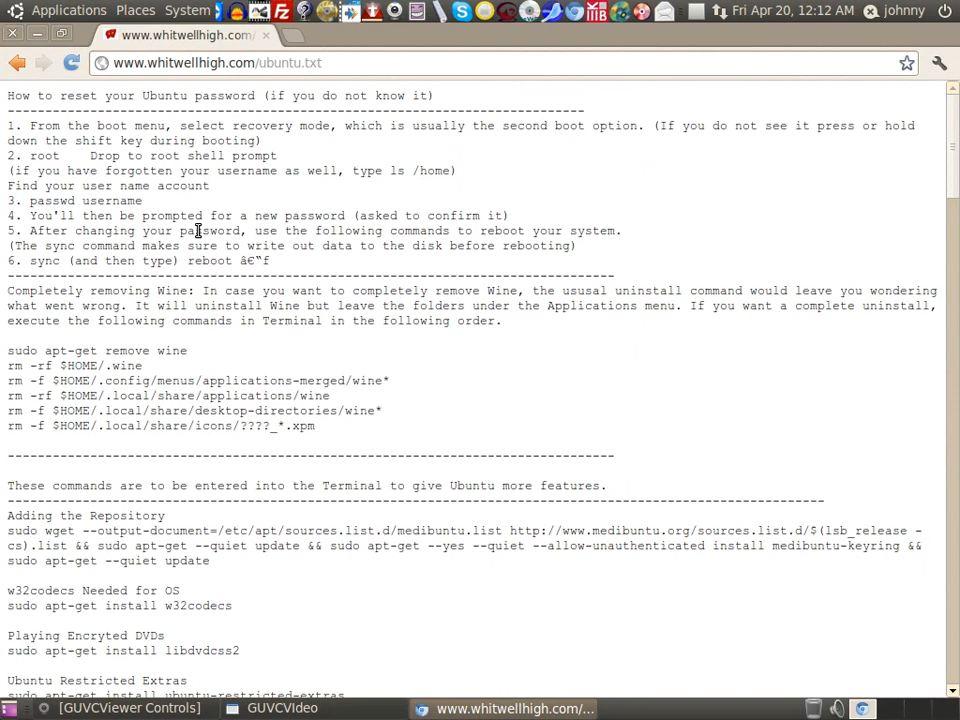 Applications Places System
Fri Apr 20, 12:12 AM johnny
www.whitwellhigh.com/
www.whitwellhigh.com/ubuntu.txt
How to reset your Ubuntu password (if you do not know it)
-----------------------------------------------------------------------------
1. From the boot menu, select recovery mode, which is usually the second boot option. (If you do not see it press or hold
down the shift key during booting)
2. root    Drop to root shell prompt
(if you have forgotten your username as well, type ls /home)
Find your user name account
3. passwd username
4. You'll then be prompted for a new password (asked to confirm it)
5. After changing your password, use the following commands to reboot your system.
(The sync command makes sure to write out data to the disk before rebooting)
6. sync (and then type) reboot â€“f
---------------------------------------------------------------------------------
Completely removing Wine: In case you want to completely remove Wine, the ususal uninstall command would leave you wondering
what went wrong. It will uninstall Wine but leave the folders under the Applications menu. If you want a complete uninstall,
execute the following commands in Terminal in the following order.
sudo apt-get remove wine
rm -rf $HOME/.wine
rm -f $HOME/.config/menus/applications-merged/wine*
rm -rf $HOME/.local/share/applications/wine
rm -f $HOME/.local/share/desktop-directories/wine*
rm -f $HOME/.local/share/icons/????_*.xpm
---------------------------------------------------------------------------------
These commands are to be entered into the Terminal to give Ubuntu more features.
-------------------------------------------------------------------------------------------------------------
Adding the Repository
sudo wget --output-document=/etc/apt/sources.list.d/medibuntu.list http://www.medibuntu.org/sources.list.d/$(lsb_release -
cs).list && sudo apt-get --quiet update && sudo apt-get --yes --quiet --allow-unauthenticated install medibuntu-keyring &&
sudo apt-get --quiet update
w32codecs Needed for OS
sudo apt-get install w32codecs
Playing Encryted DVDs
sudo apt-get install libdvdcss2
Ubuntu Restricted Extras
sudo apt-get install ubuntu-restricted-extras
[GUVCViewer Controls] GUVCVIdeo www.whitwellhigh.com/...